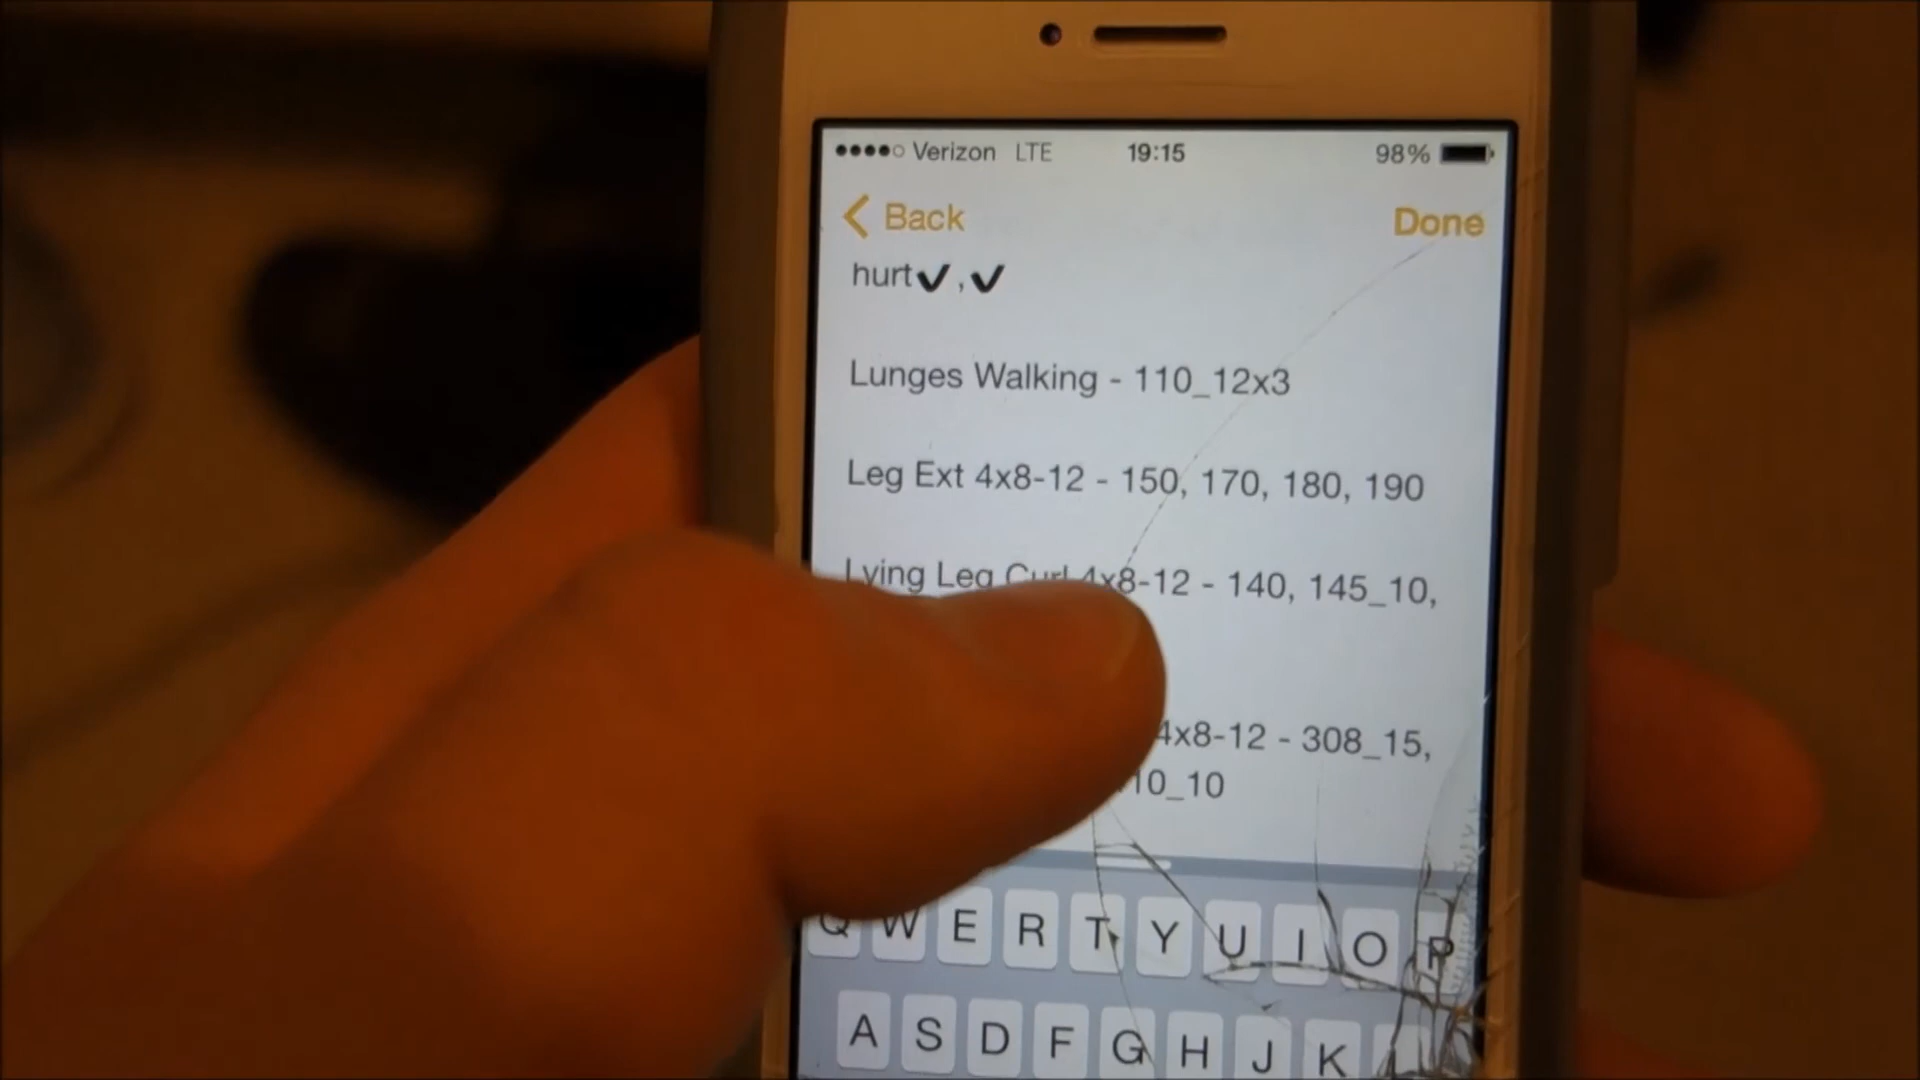 Verizon LTE 19:15 98%
Back Done
hurt✔,✔
Lunges Walking - 110_12x3
Leg Ext 4x8-12 - 150, 170, 180, 190
Lying Leg Curl 4x8-12 - 140, 145_10,
4x8-12 - 308_15,
10_10
Q W E R T Y U I O P
A S D F G H J K